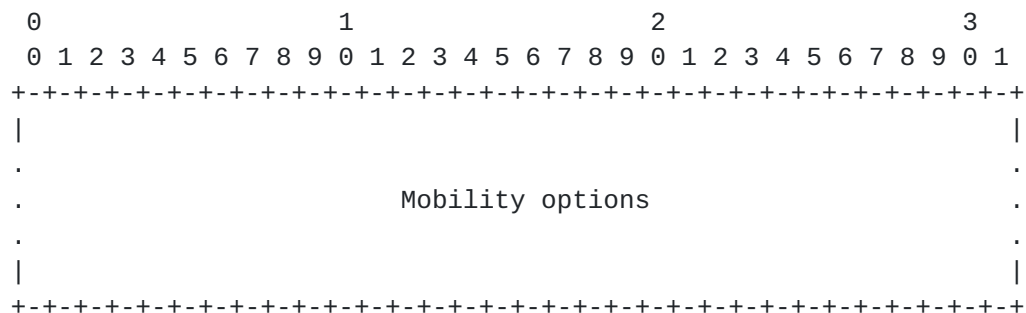 0                   1                   2                   3
 0 1 2 3 4 5 6 7 8 9 0 1 2 3 4 5 6 7 8 9 0 1 2 3 4 5 6 7 8 9 0 1
+-+-+-+-+-+-+-+-+-+-+-+-+-+-+-+-+-+-+-+-+-+-+-+-+-+-+-+-+-+-+-+-+
|                                                               |
.                                                               .
.                        Mobility options                       .
.                                                               .
|                                                               |
+-+-+-+-+-+-+-+-+-+-+-+-+-+-+-+-+-+-+-+-+-+-+-+-+-+-+-+-+-+-+-+-+